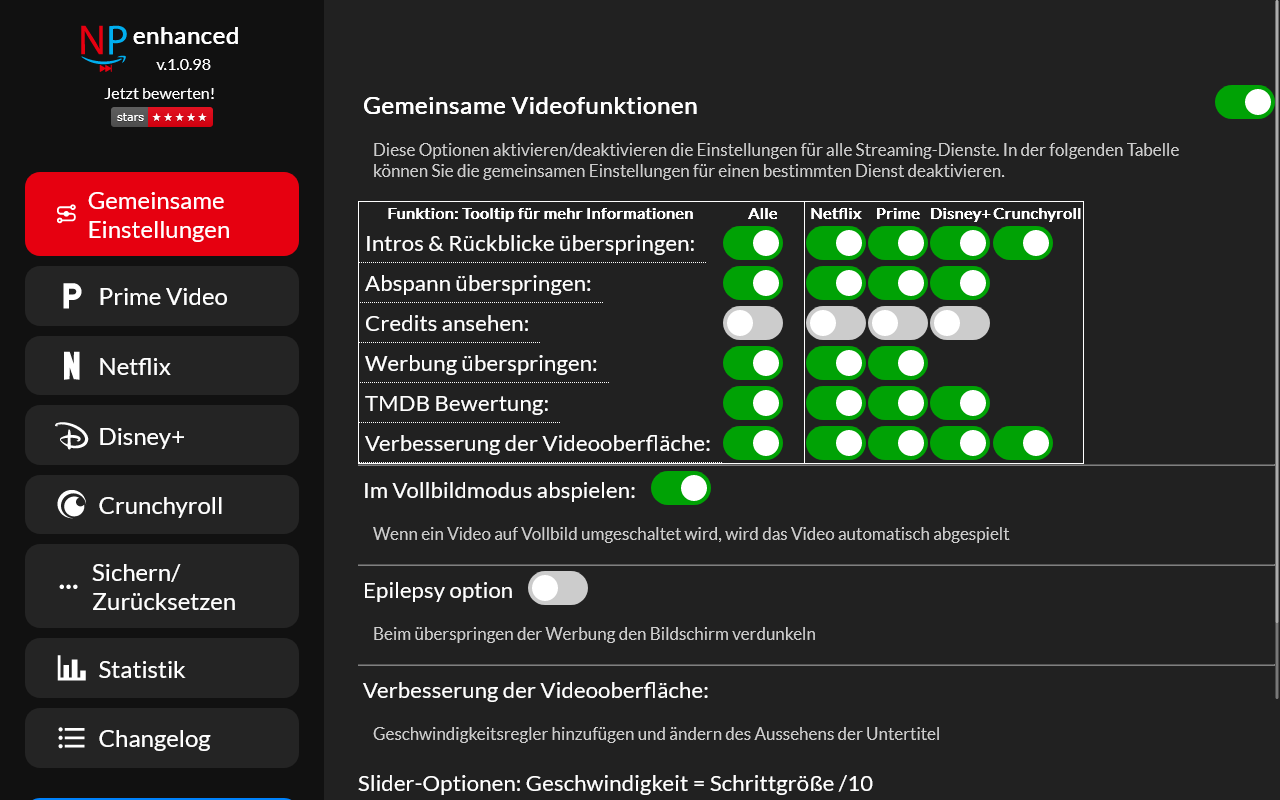 NP enhanced
v.1.0.98
Jetzt bewerten!
stars ★★★★★
Gemeinsame
Einstellungen
Prime Video
Netflix
Disney+
Crunchyroll
Sichern/
Zurücksetzen
Statistik
Changelog
Gemeinsame Videofunktionen
Diese Optionen aktivieren/deaktivieren die Einstellungen für alle Streaming-Dienste. In der folgenden Tabelle
können Sie die gemeinsamen Einstellungen für einen bestimmten Dienst deaktivieren.
Funktion: Tooltip für mehr Informationen Alle Netflix Prime Disney+ Crunchyroll
Intros & Rückblicke überspringen:
Abspann überspringen:
Credits ansehen:
Werbung überspringen:
TMDB Bewertung:
Verbesserung der Videooberfläche:
Im Vollbildmodus abspielen:
Wenn ein Video auf Vollbild umgeschaltet wird, wird das Video automatisch abgespielt
Epilepsy option
Beim überspringen der Werbung den Bildschirm verdunkeln
Verbesserung der Videooberfläche:
Geschwindigkeitsregler hinzufügen und ändern des Aussehens der Untertitel
Slider-Optionen: Geschwindigkeit = Schrittgröße /10